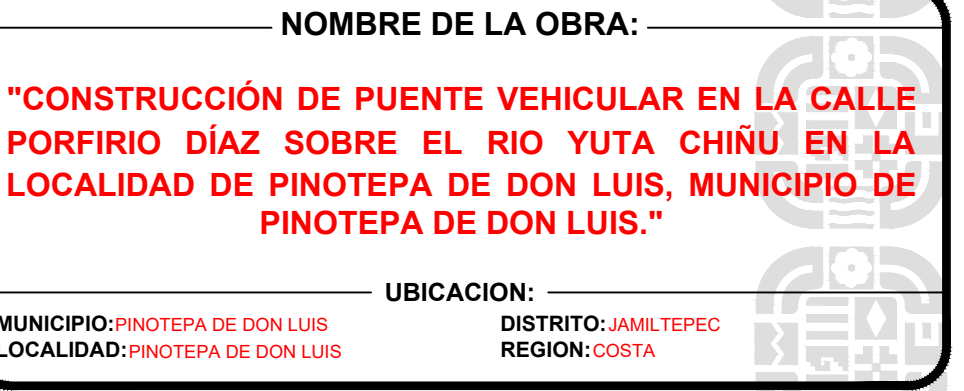 NOMBRE DE LA OBRA:
"CONSTRUCCIÓN DE PUENTE VEHICULAR EN LA CALLE
PORFIRIO DÍAZ SOBRE EL RIO YUTA CHIÑU EN LA
LOCALIDAD DE PINOTEPA DE DON LUIS, MUNICIPIO DE
PINOTEPA DE DON LUIS."
UBICACION:
MUNICIPIO: PINOTEPA DE DON LUIS DISTRITO: JAMILTEPEC
LOCALIDAD: PINOTEPA DE DON LUIS REGION: COSTA